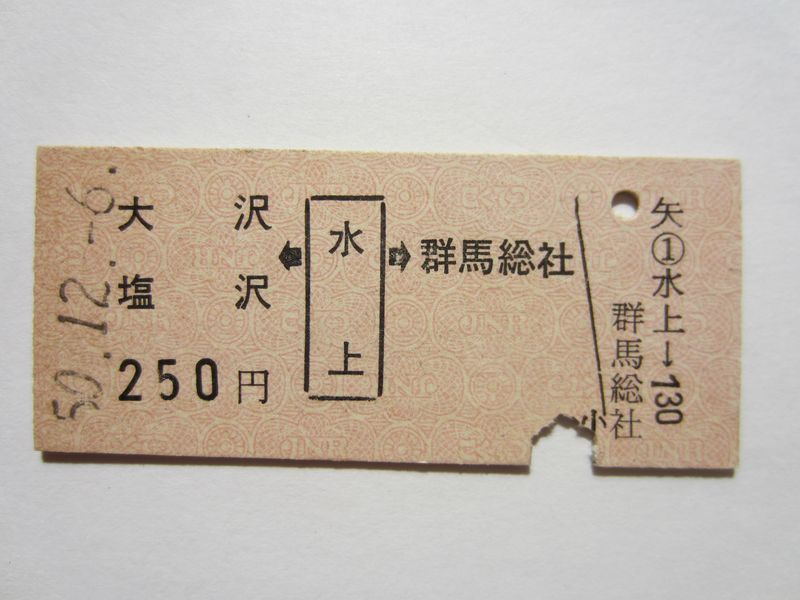 50.12.-6.
大沢
塩沢
水上
群馬総社
250円
矢①水上→130
群馬総社
小